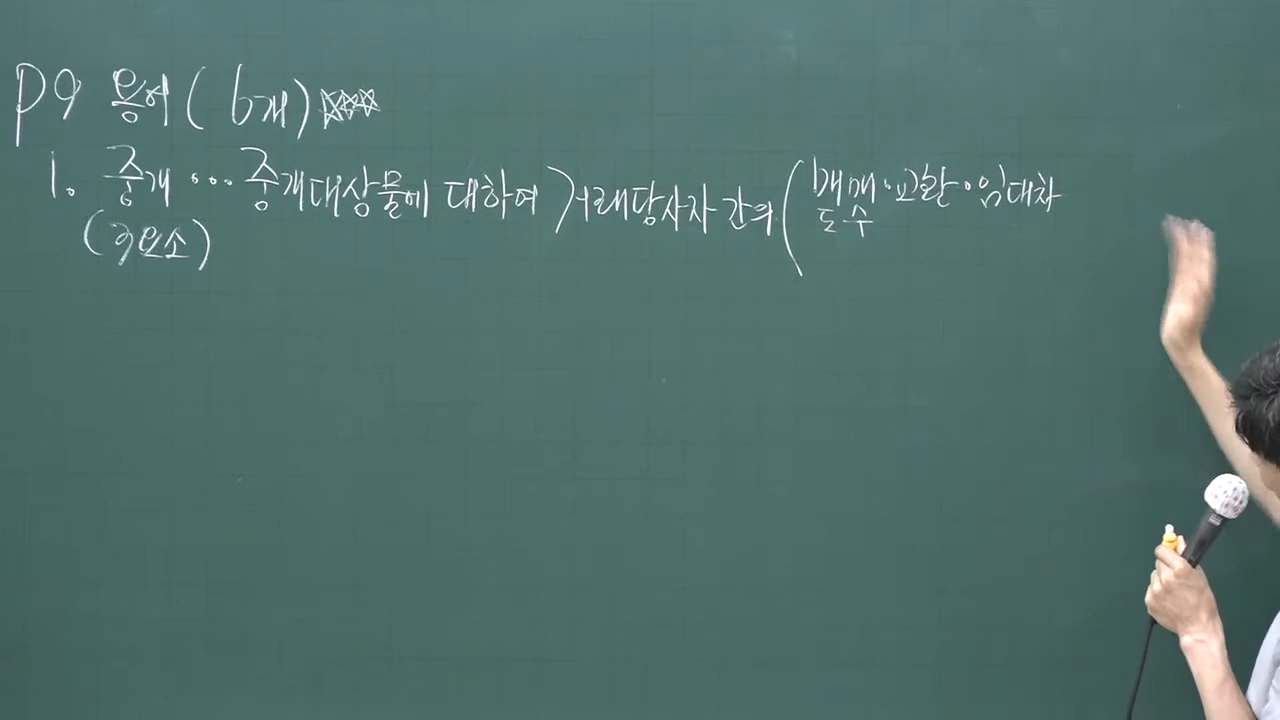 P9 용어 (6개) ☆☆☆
1. 중개 ··· 중개대상물에 대하여 거래당사자 간의 ( 매매·교환·임대차
(3요소)
도 수